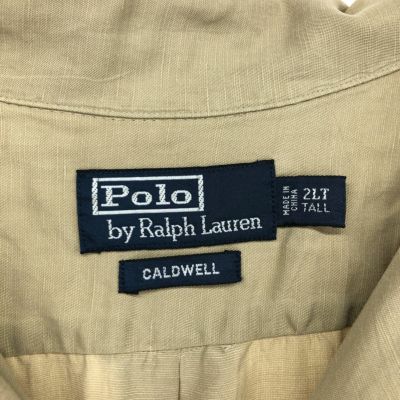 Polo
by Ralph Lauren
MADE IN
CHINA
2LT
TALL
CALDWELL